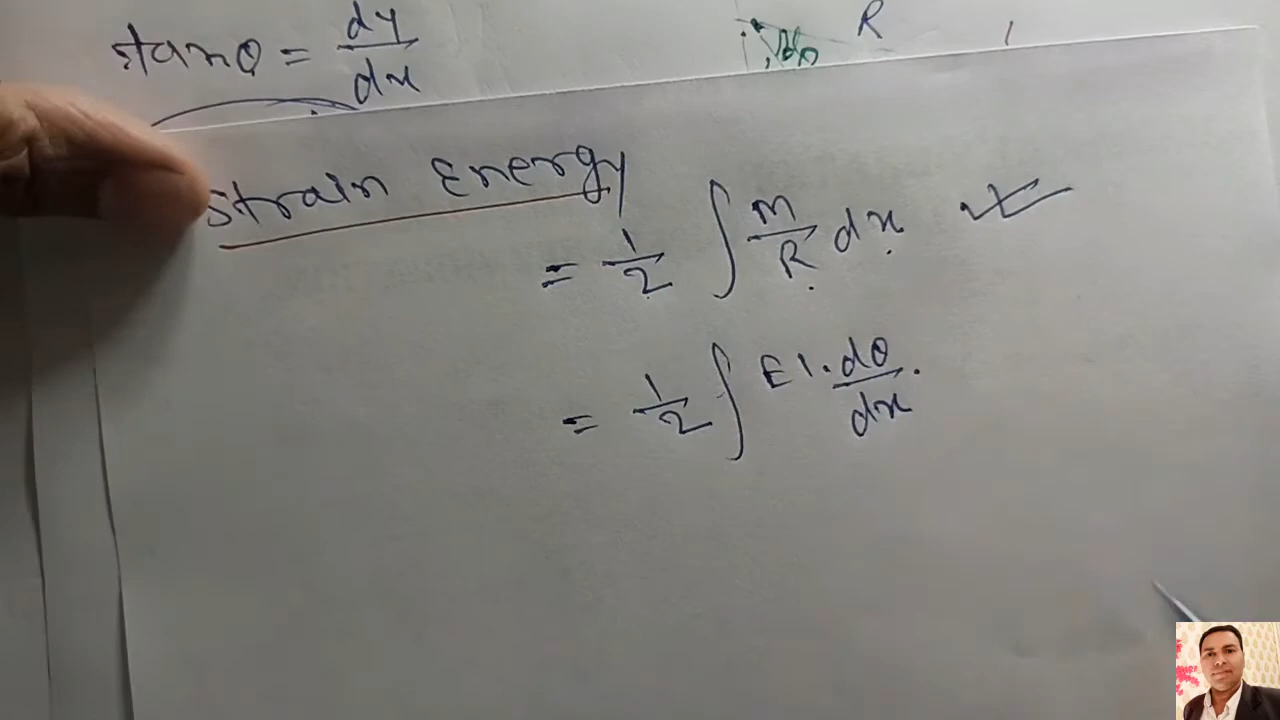 tanθ = dy/dx
R
Strain Energy
= 1/2 ∫ M/R dx
= 1/2 ∫ EI. dθ/dx.